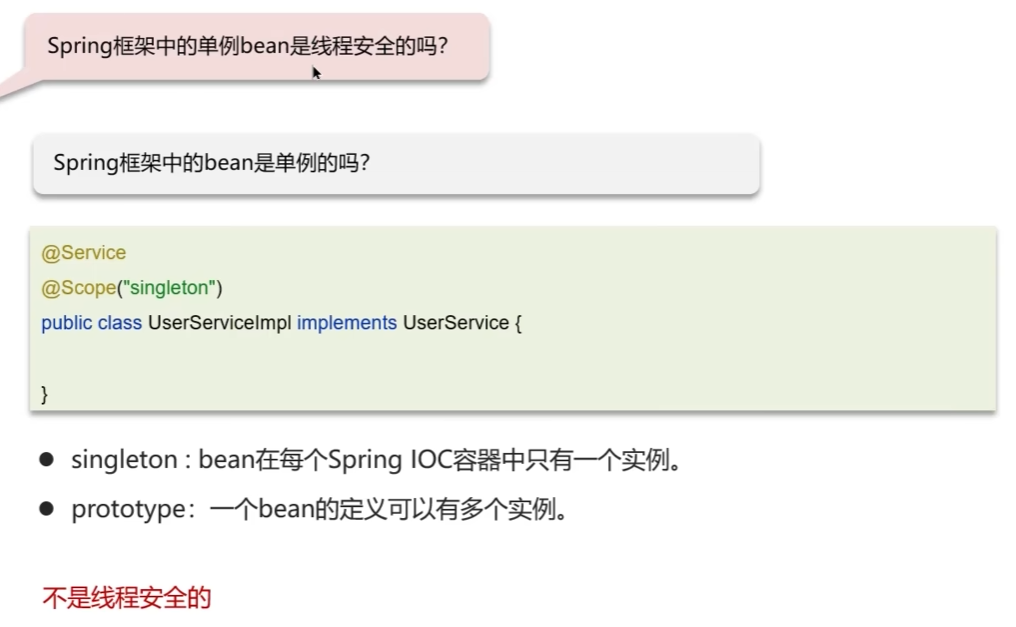 Spring框架中的单例bean是线程安全的吗?
Spring框架中的bean是单例的吗?
@Service
@Scope("singleton")
public class UserServiceImpl implements UserService {
}
● singleton : bean在每个Spring IOC容器中只有一个实例。
● prototype：一个bean的定义可以有多个实例。
不是线程安全的